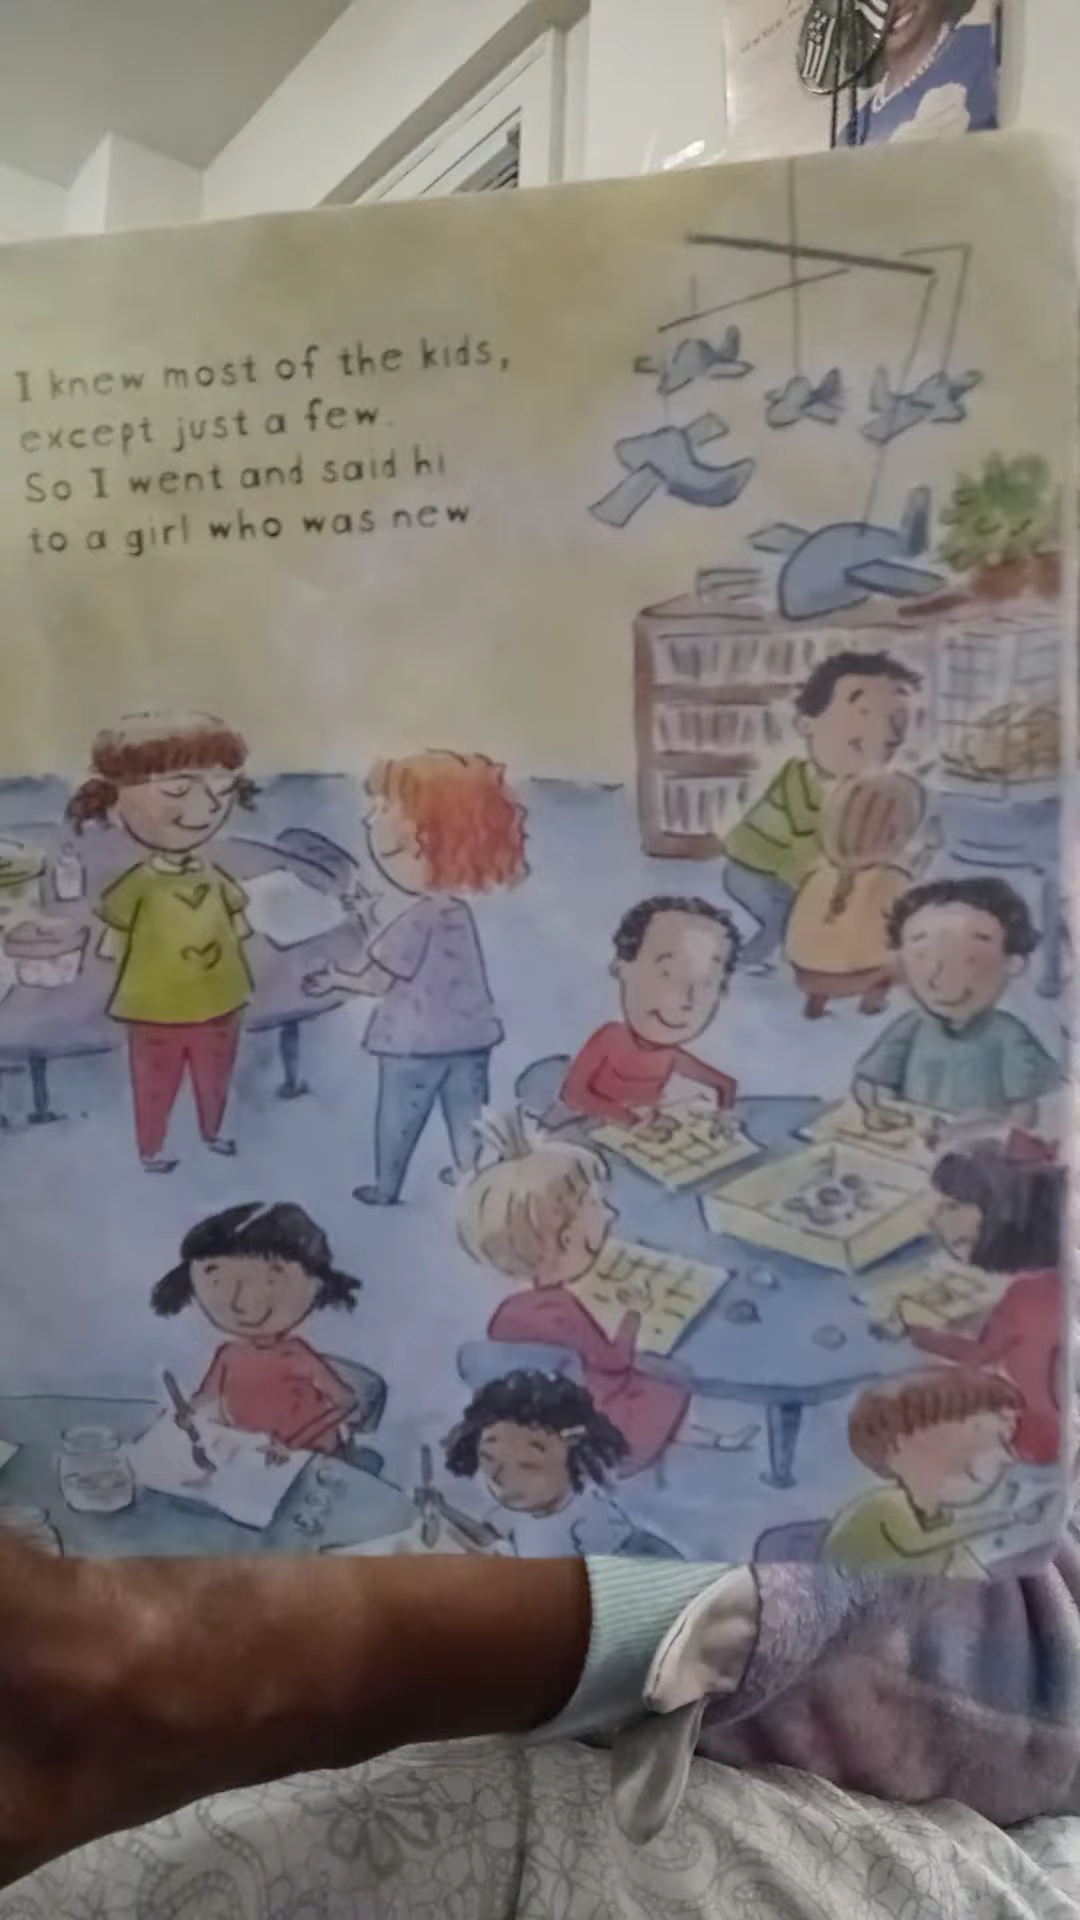 I knew most of the kids,
except just a few.
So I went and said hi
to a girl who was new.